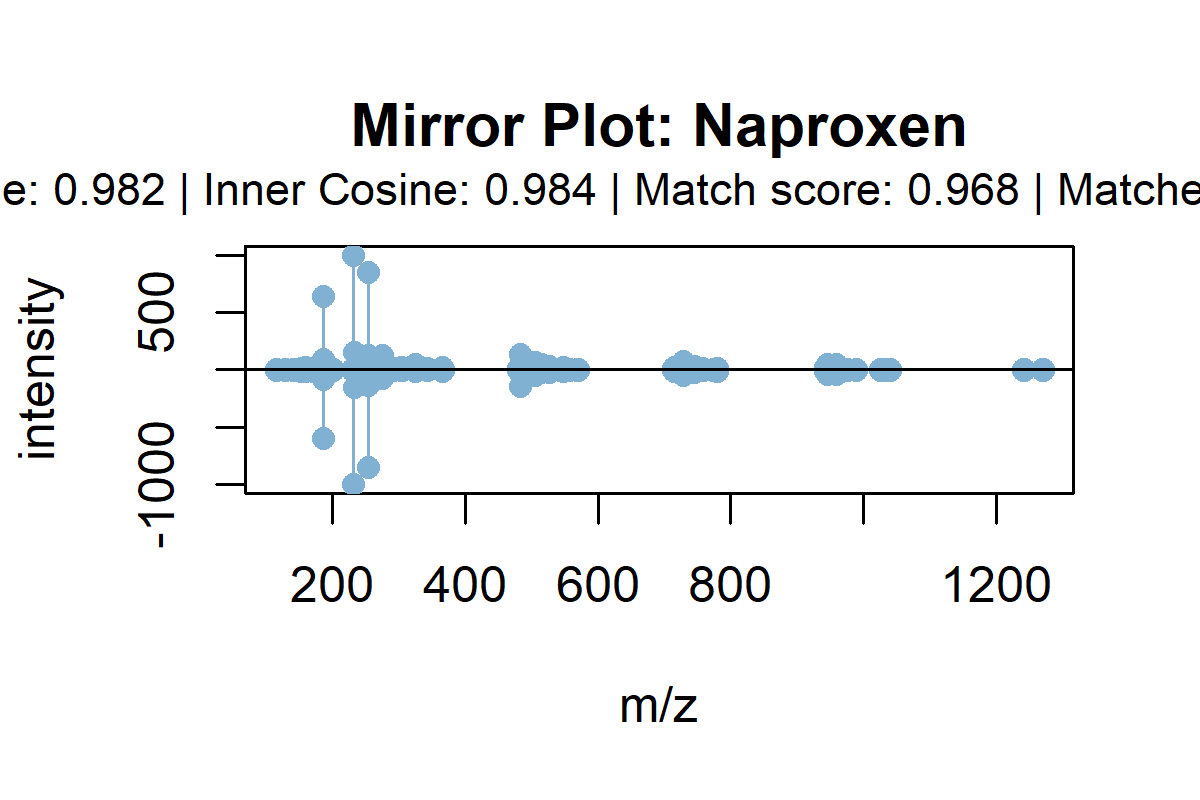 Mirror Plot: Naproxen
e: 0.982 | Inner Cosine: 0.984 | Match score: 0.968 | Matche
intensity
500
-1000
200 400 600 800 1200
m/z